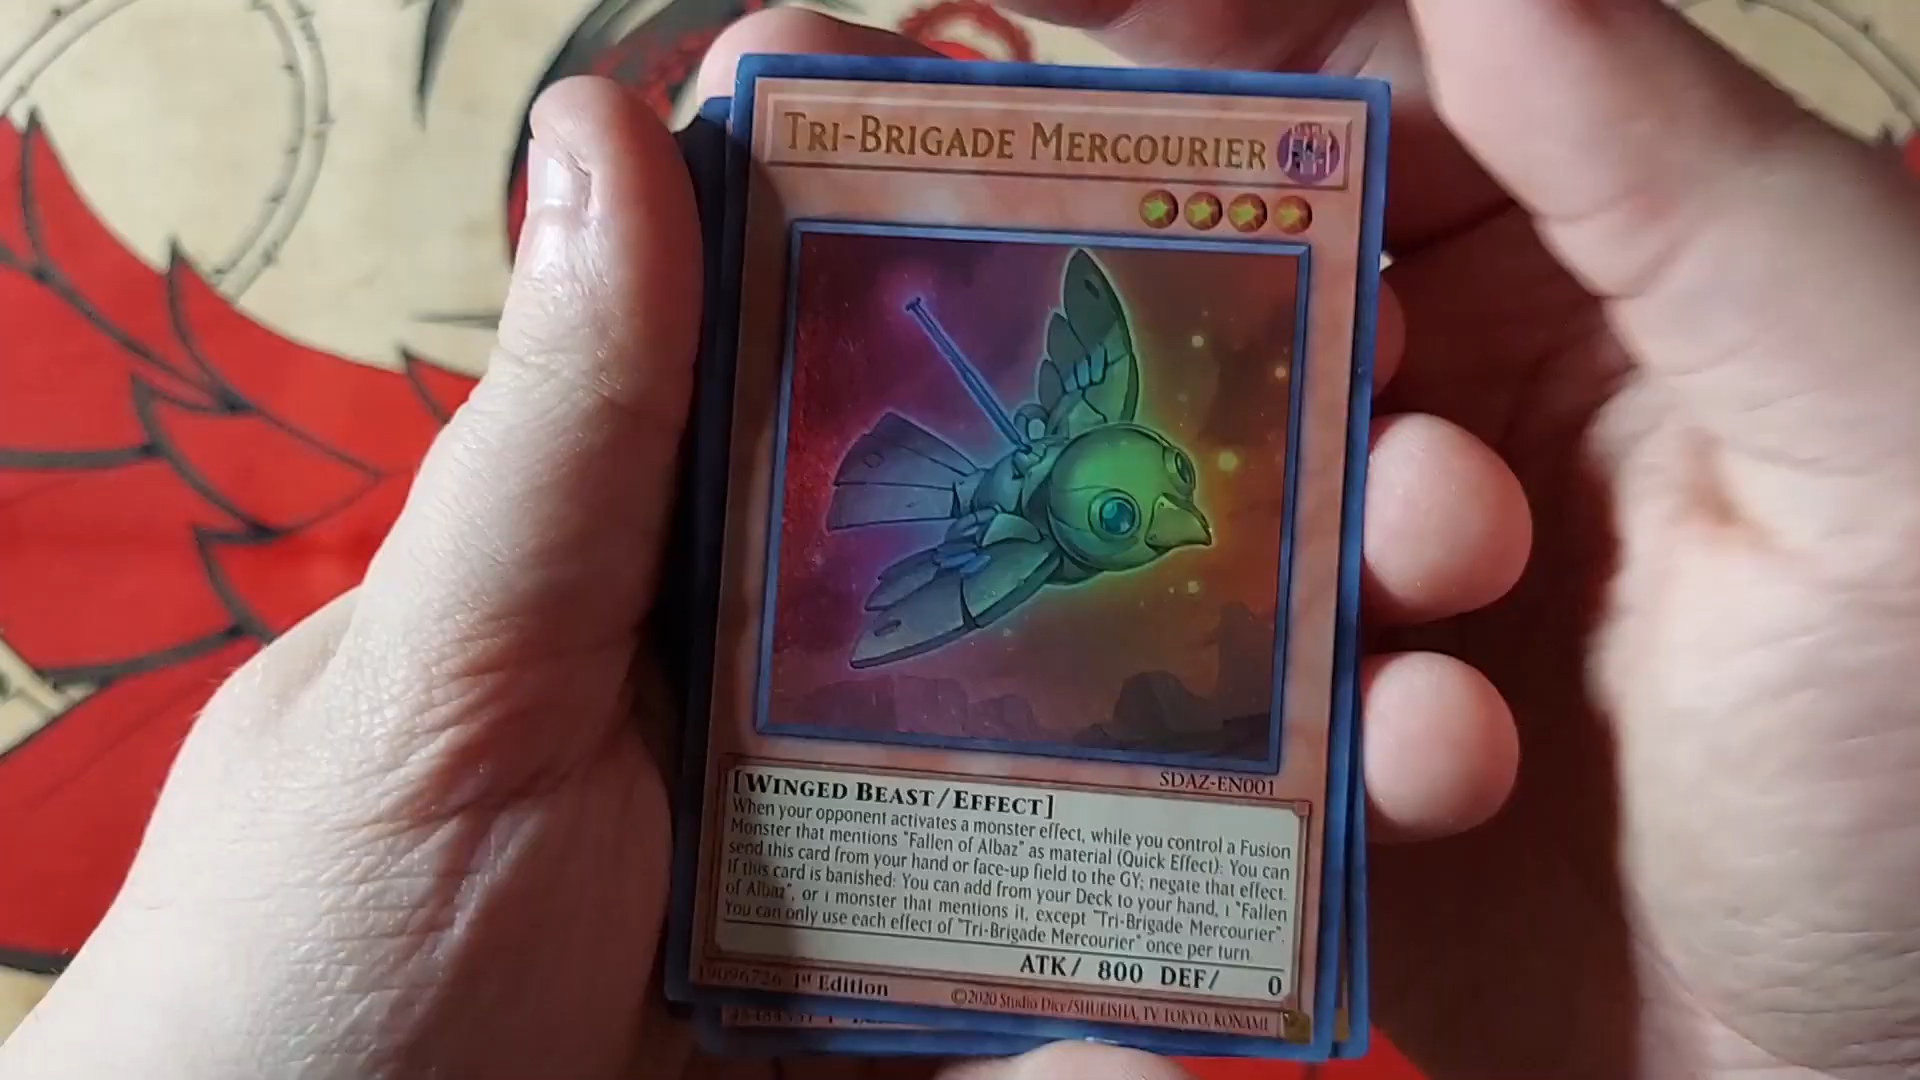 TRI-BRIGADE MERCOURIER
SDAZ-EN001
[WINGED BEAST/EFFECT]
When your opponent activates a monster effect, while you control a Fusion
Monster that mentions "Fallen of Albaz" as material (Quick Effect): You can
send this card from your hand or face-up field to the GY; negate that effect.
If this card is banished: You can add from your Deck to your hand, 1 "Fallen
of Albaz", or 1 monster that mentions it, except "Tri-Brigade Mercourier".
You can only use each effect of "Tri-Brigade Mercourier" once per turn.
ATK/ 800 DEF/ 0
19096726 1st Edition
©2020 Studio Dice/SHUEISHA, TV TOKYO, KONAMI